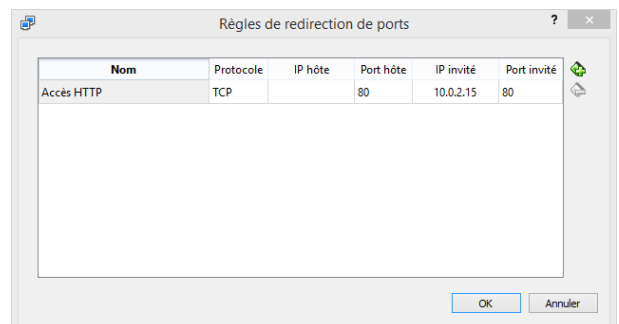 Règles de redirection de ports ? ×
Nom Protocole IP hôte Port hôte IP invité Port invité
Accès HTTP TCP 80 10.0.2.15 80
OK Annuler